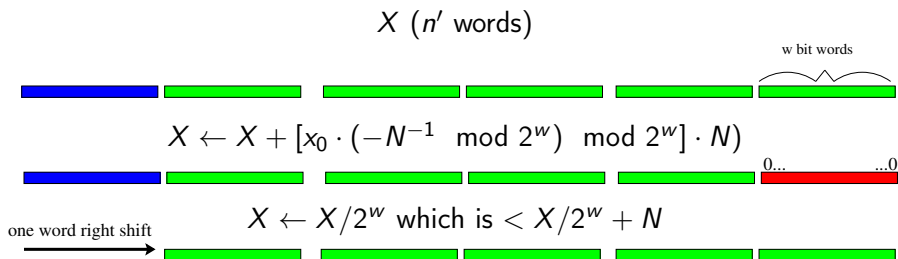 X (n′ words)
w bit words
X ← X + [x₀ · (−N⁻¹ mod 2ʷ) mod 2ʷ] · N)
0... ...0
X ← X/2ʷ which is < X/2ʷ + N
one word right shift